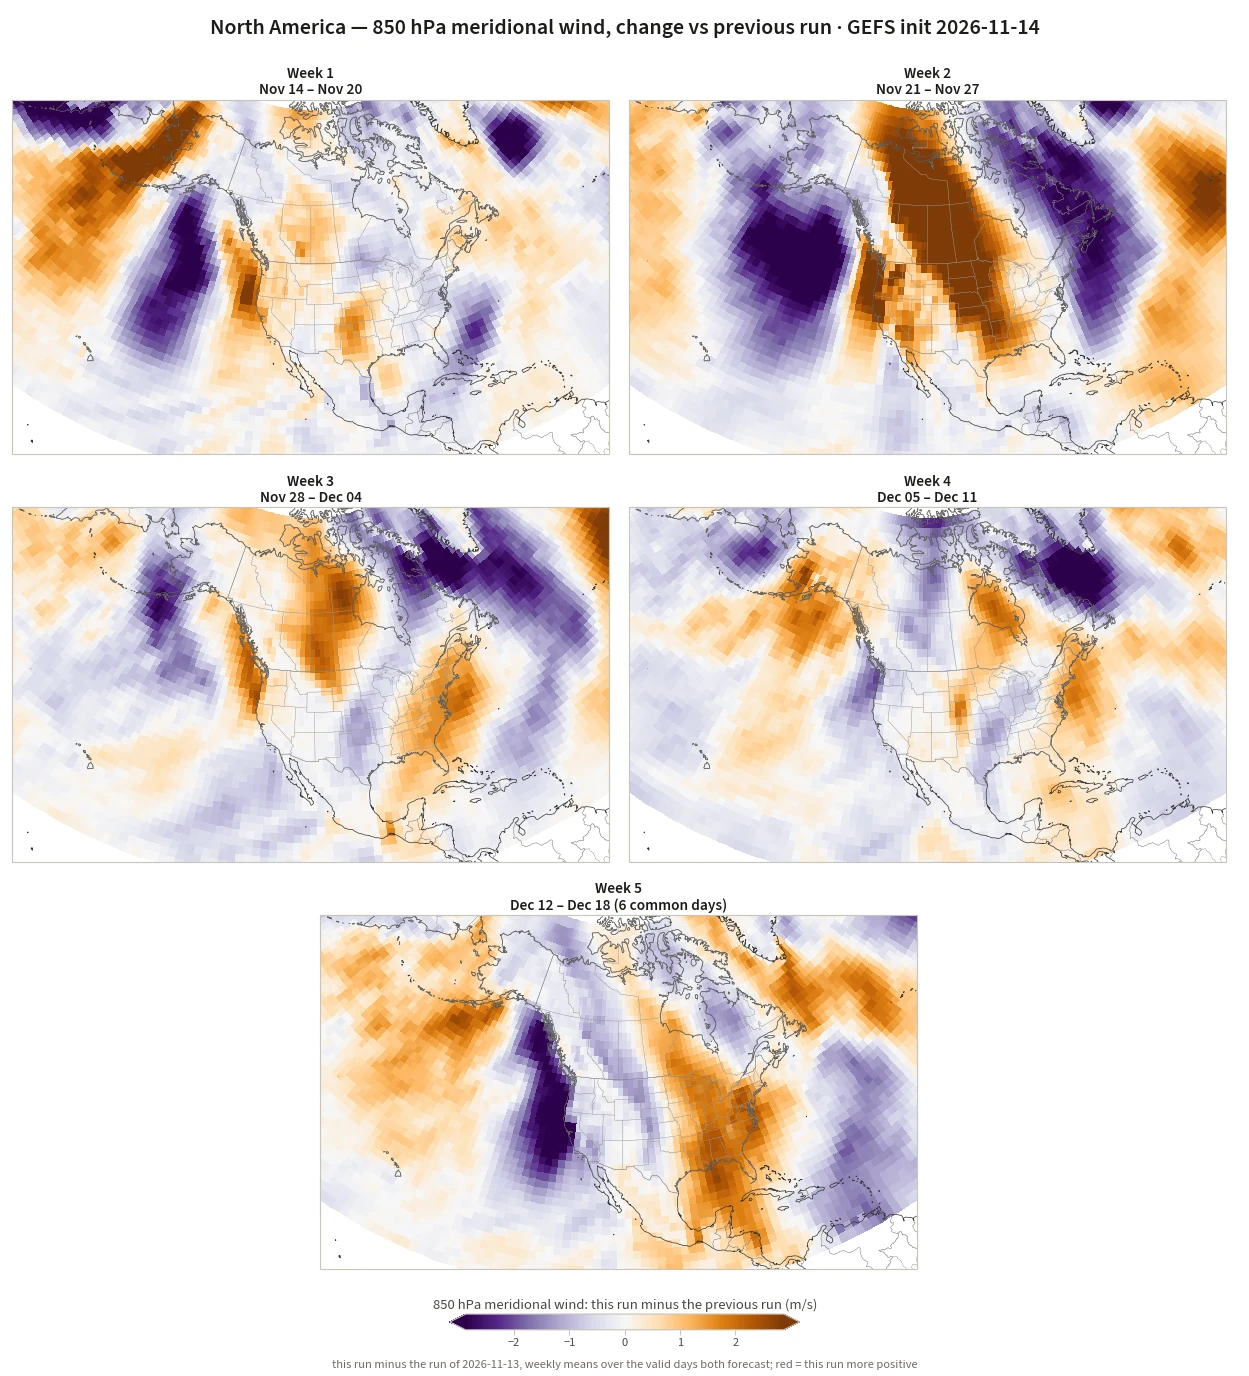 North America — 850 hPa meridional wind, change vs previous run · GEFS init 2026-11-14
Week 1
Nov 14 – Nov 20
Week 2
Nov 21 – Nov 27
Week 3
Nov 28 – Dec 04
Week 4
Dec 05 – Dec 11
Week 5
Dec 12 – Dec 18 (6 common days)
850 hPa meridional wind: this run minus the previous run (m/s)
−2 −1 0 1 2
this run minus the run of 2026-11-13, weekly means over the valid days both forecast; red = this run more positive